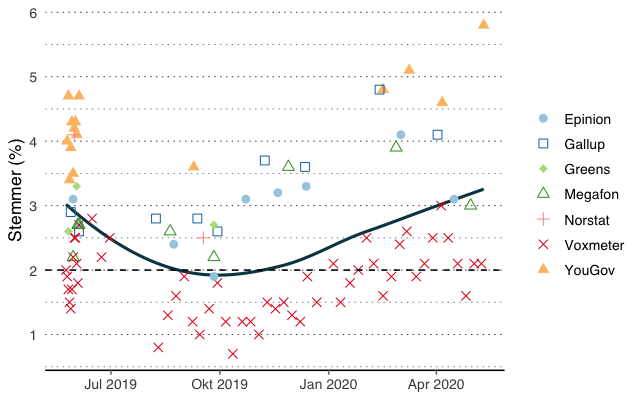 6
5
4
3
2
1
Stemmer (%)
Jul 2019
Okt 2019
Jan 2020
Apr 2020
Epinion
Gallup
Greens
Megafon
Norstat
Voxmeter
YouGov